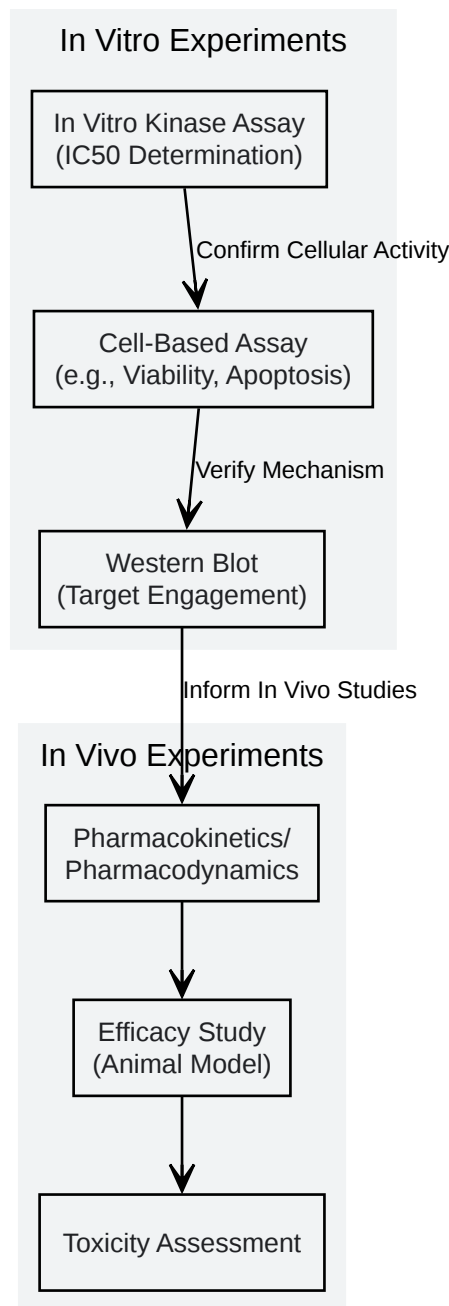 In Vitro Experiments
In Vitro Kinase Assay
(IC50 Determination)
Confirm Cellular Activity
Cell-Based Assay
(e.g., Viability, Apoptosis)
Verify Mechanism
Western Blot
(Target Engagement)
Inform In Vivo Studies
In Vivo Experiments
Pharmacokinetics/
Pharmacodynamics
Efficacy Study
(Animal Model)
Toxicity Assessment